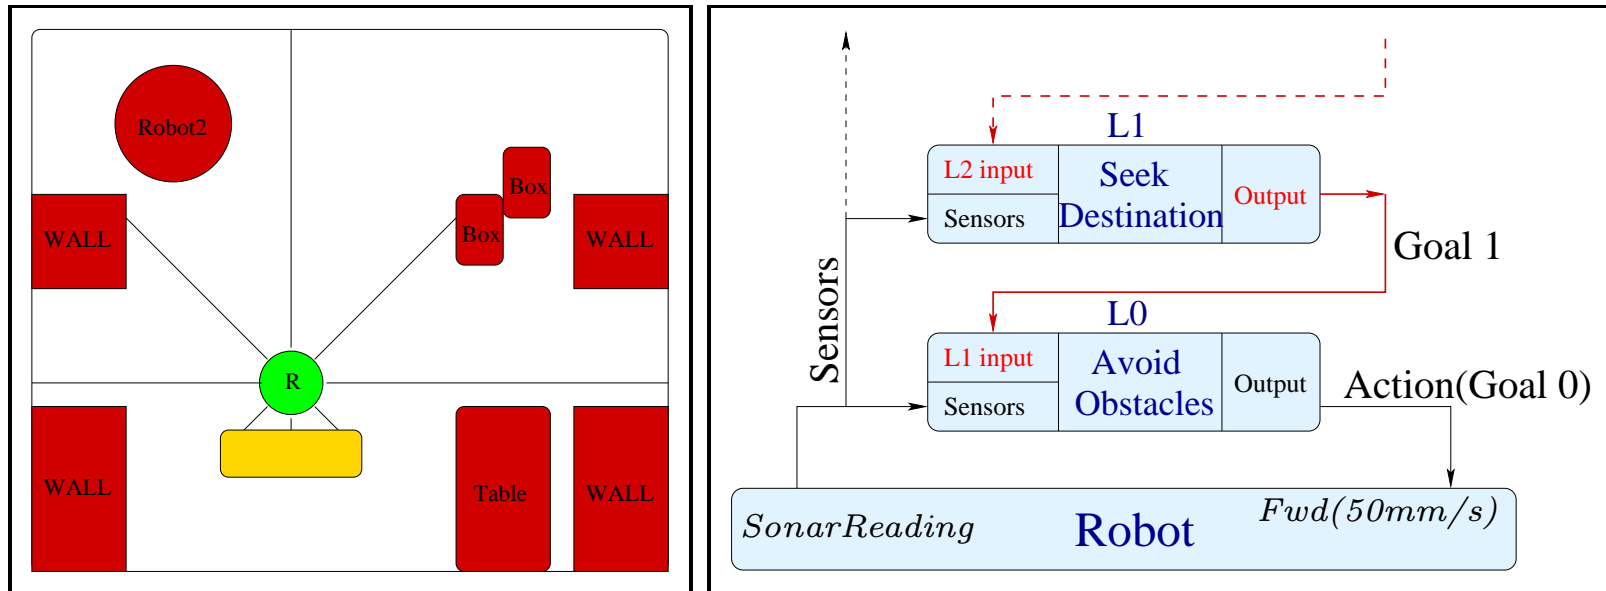 Robot2
Box
Box
WALL
WALL
R
WALL
Table
WALL
L1
L2 input
Seek
Destination
Output
Sensors
Goal 1
Sensors
L0
L1 input
Avoid
Obstacles
Output
Sensors
Action(Goal 0)
SonarReading
Robot
Fwd(50mm/s)